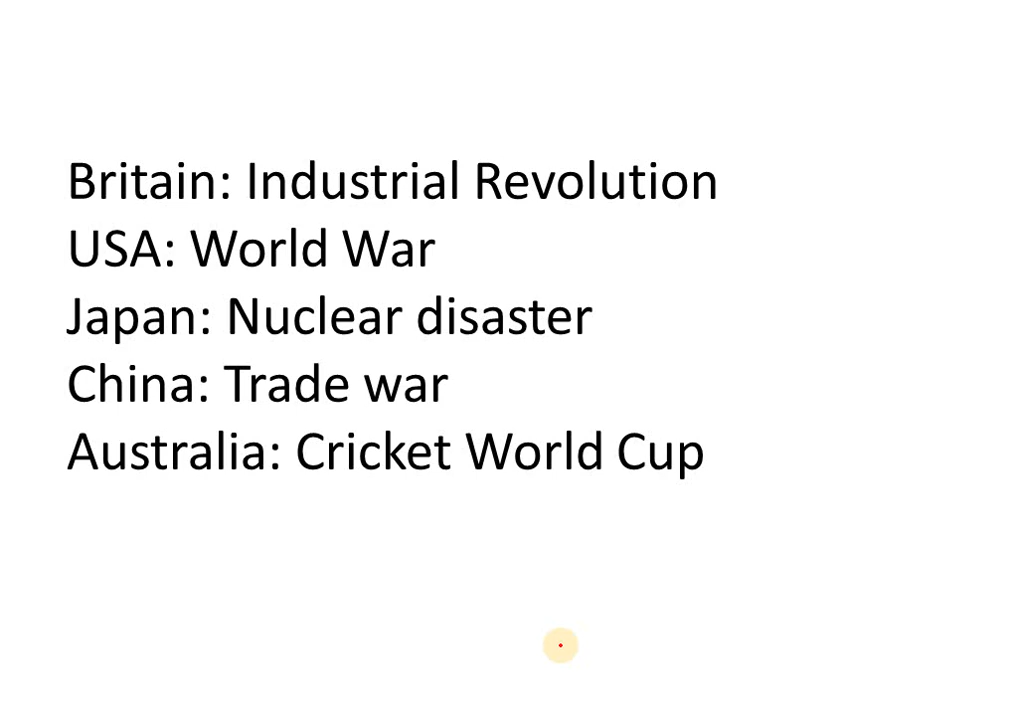 Britain: Industrial Revolution
USA: World War
Japan: Nuclear disaster
China: Trade war
Australia: Cricket World Cup